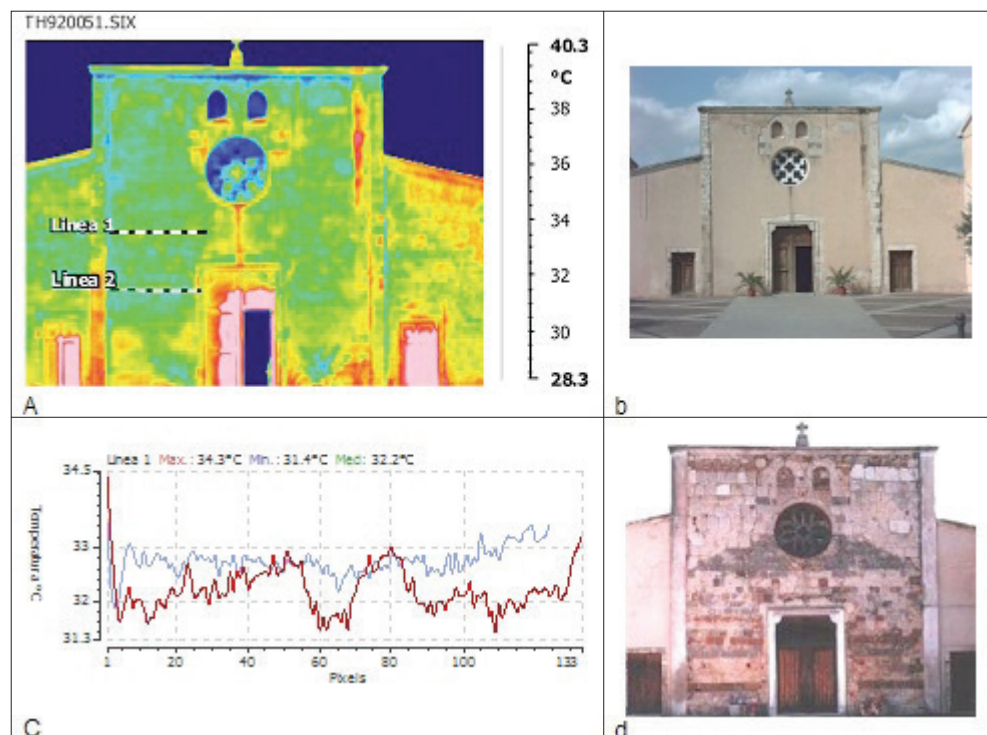 TH920051.SIX
40.3
°C
38
36
34
32
30
28.3
Linea 1
Linea 2
A
b
Linea 1 Max.: 34.3°C Min.: 31.4°C Med: 32.2°C
Temperatura °C
34.5
33
32
31.3
1 20 40 60 80 100 133
Pixels
C
d